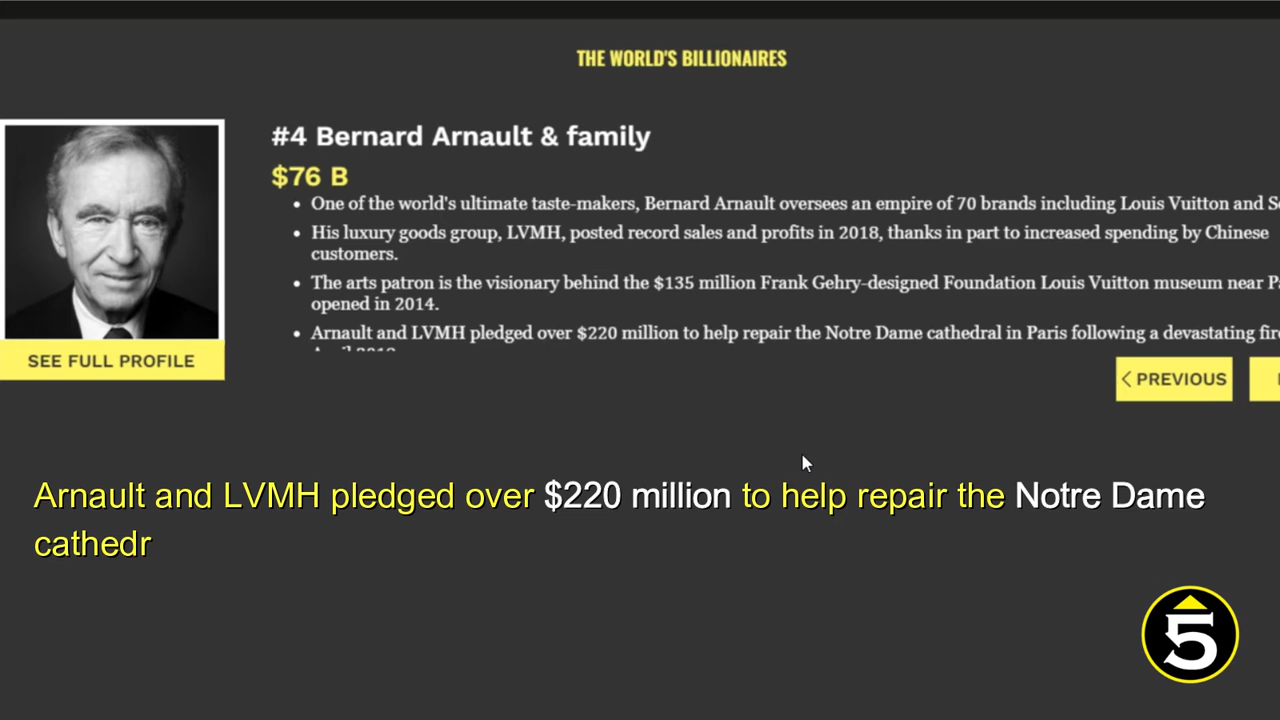 THE WORLD'S BILLIONAIRES
#4 Bernard Arnault & family
$76 B
• One of the world's ultimate taste-makers, Bernard Arnault oversees an empire of 70 brands including Louis Vuitton and
• His luxury goods group, LVMH, posted record sales and profits in 2018, thanks in part to increased spending by Chinese
customers.
• The arts patron is the visionary behind the $135 million Frank Gehry-designed Foundation Louis Vuitton museum near
opened in 2014.
• Arnault and LVMH pledged over $220 million to help repair the Notre Dame cathedral in Paris following a devastating
SEE FULL PROFILE
< PREVIOUS
Arnault and LVMH pledged over $220 million to help repair the Notre Dame
cathedr
5